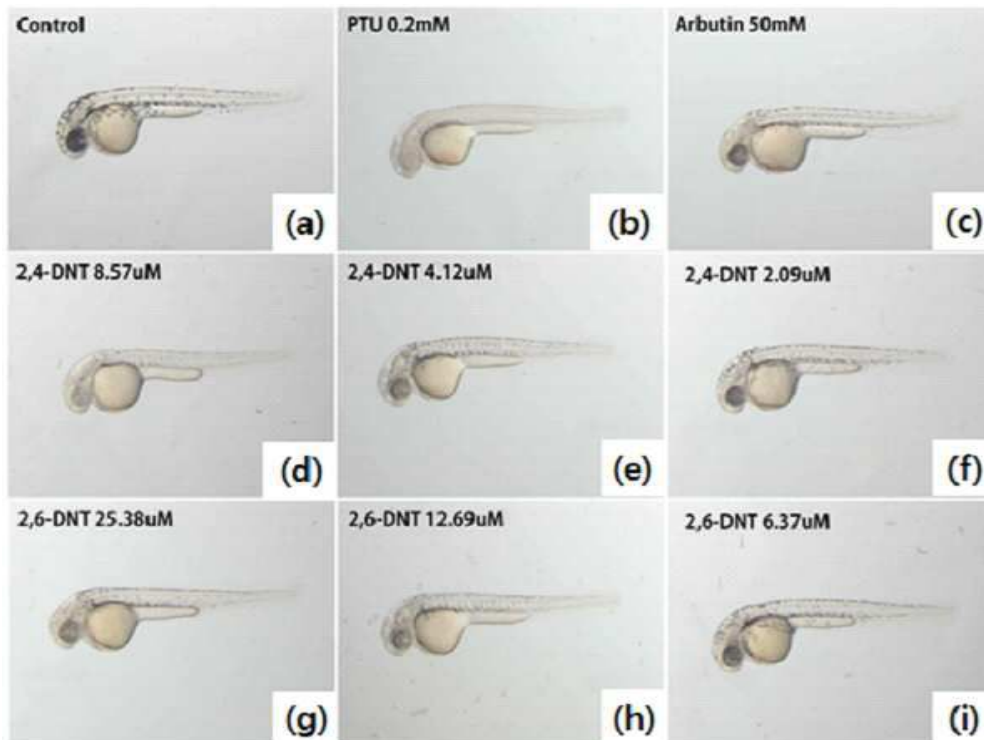 Control
(a)
PTU 0.2mM
(b)
Arbutin 50mM
(c)
2,4-DNT 8.57uM
(d)
2,4-DNT 4.12uM
(e)
2,4-DNT 2.09uM
(f)
2,6-DNT 25.38uM
(g)
2,6-DNT 12.69uM
(h)
2,6-DNT 6.37uM
(i)